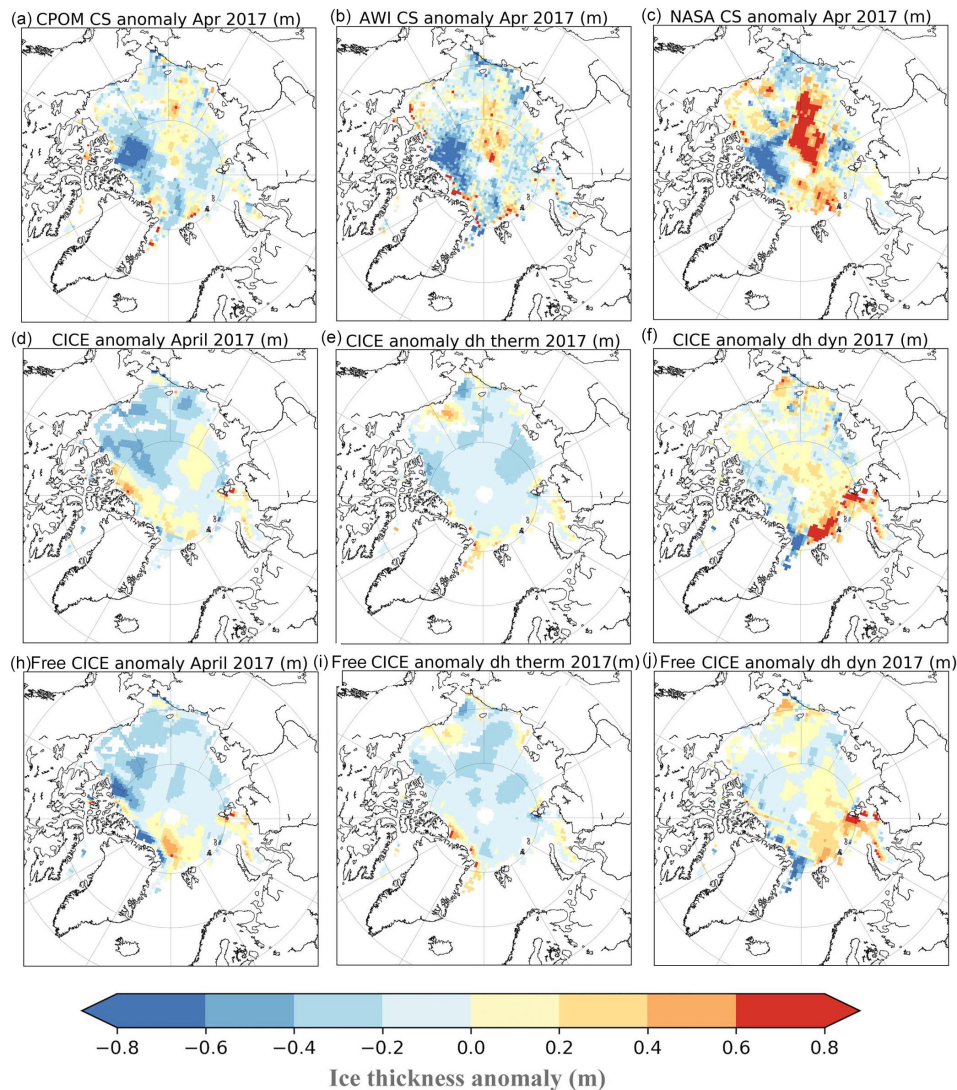 (a) CPOM CS anomaly Apr 2017 (m)
(b) AWI CS anomaly Apr 2017 (m)
(c) NASA CS anomaly Apr 2017 (m)
(d) CICE anomaly April 2017 (m)
(e) CICE anomaly dh therm 2017 (m)
(f) CICE anomaly dh dyn 2017 (m)
(h) Free CICE anomaly April 2017 (m)
(i) Free CICE anomaly dh therm 2017(m)
(j) Free CICE anomaly dh dyn 2017 (m)
−0.8 −0.6 −0.4 −0.2 0.0 0.2 0.4 0.6 0.8
Ice thickness anomaly (m)